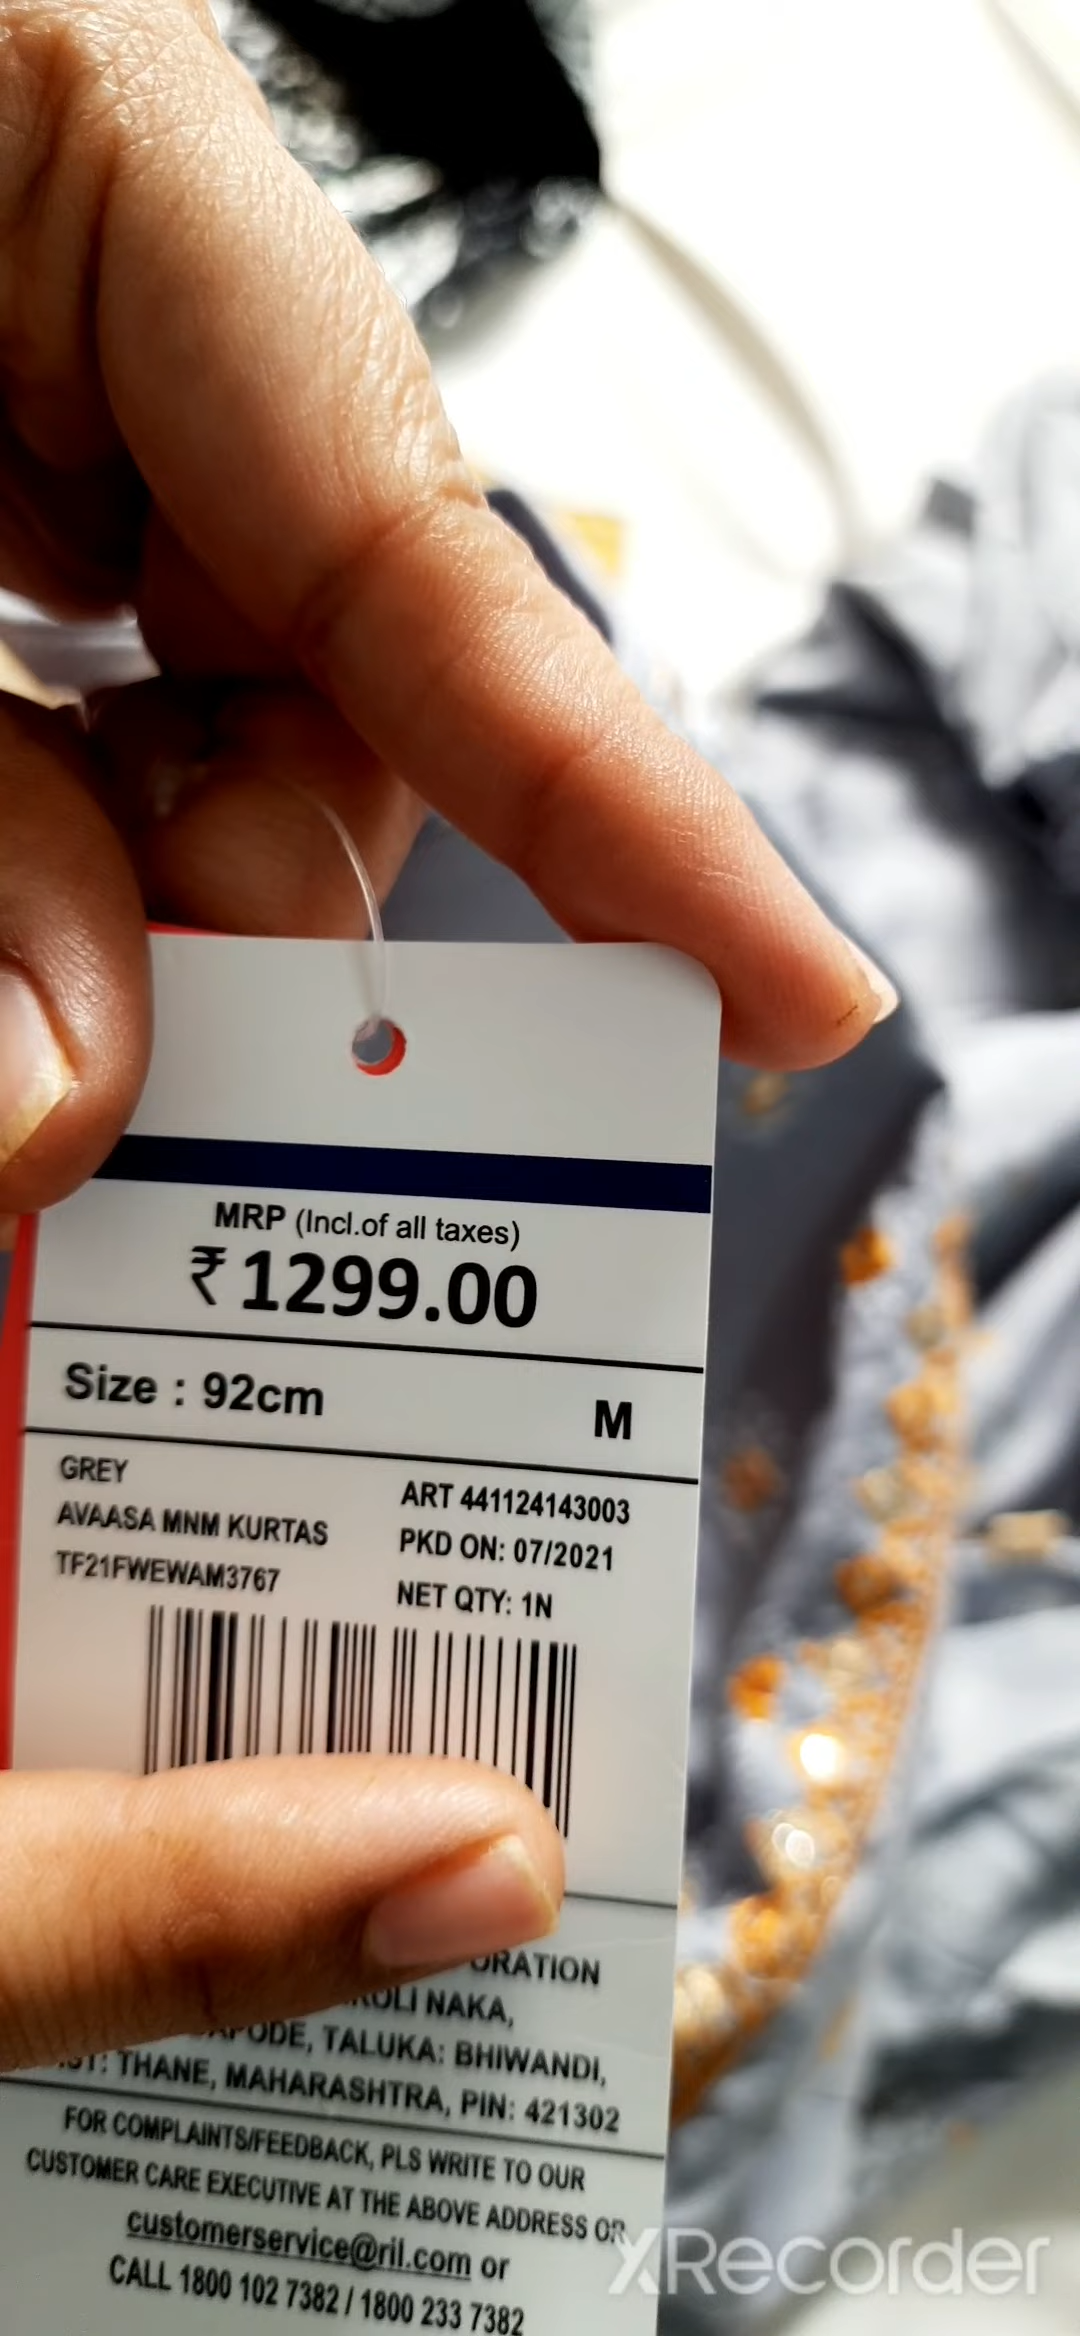 MRP (Incl.of all taxes)
₹1299.00
Size : 92cm M
GREY
AVAASA MNM KURTAS
TF21FWEWAM3767
ART 441124143003
PKD ON: 07/2021
NET QTY: 1N
NAKA,
TALUKA: BHIWANDI,
THANE, MAHARASHTRA, PIN: 421302
FOR COMPLAINTS/FEEDBACK, PLS WRITE TO OUR
CUSTOMER CARE EXECUTIVE AT THE ABOVE ADDRESS OR
customerservice@ril.com or
CALL 1800 102 7382 / 1800 233 7382
XRecorder